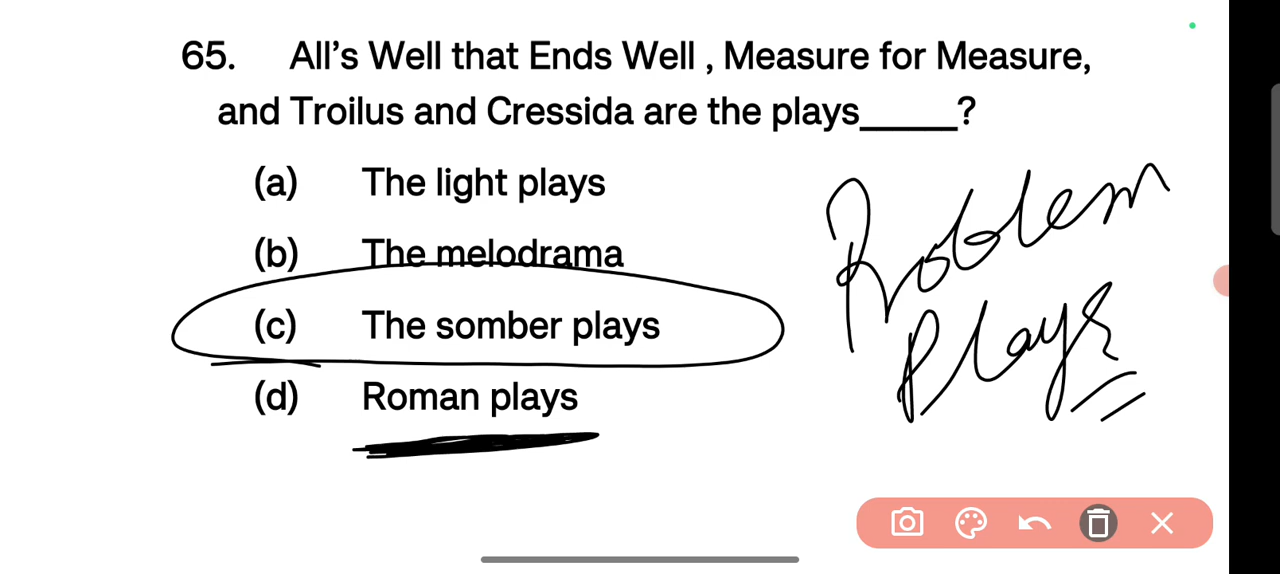 65. All's Well that Ends Well , Measure for Measure,
and Troilus and Cressida are the plays_____?
(a) The light plays
(b) The melodrama
(c) The somber plays
(d) Roman plays
Problem
Plays